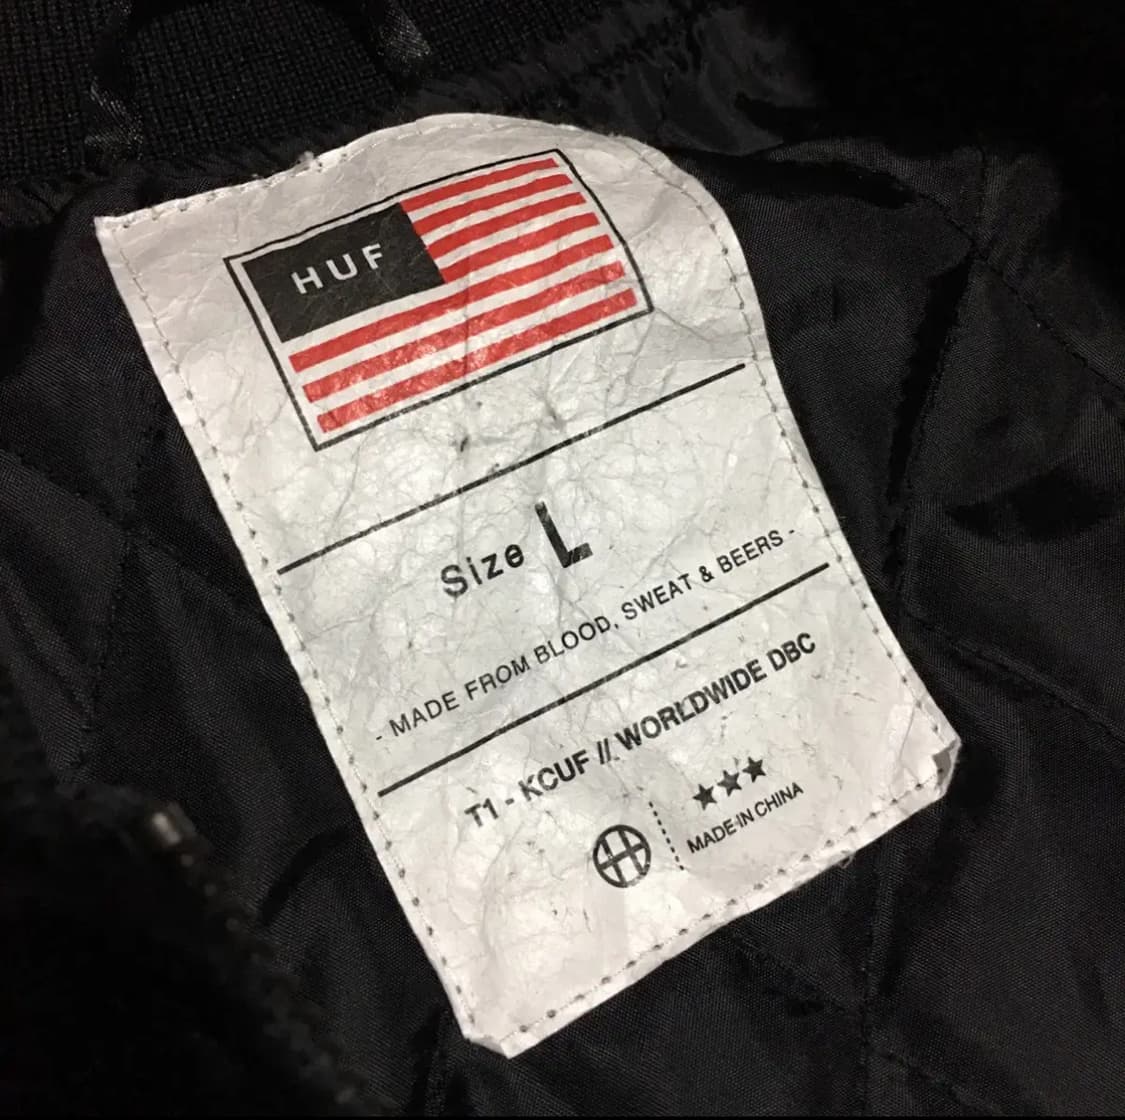 HUF
Size L
- MADE FROM BLOOD, SWEAT & BEERS -
T1 - KCUF // WORLDWIDE DBC
★★★
MADE IN CHINA